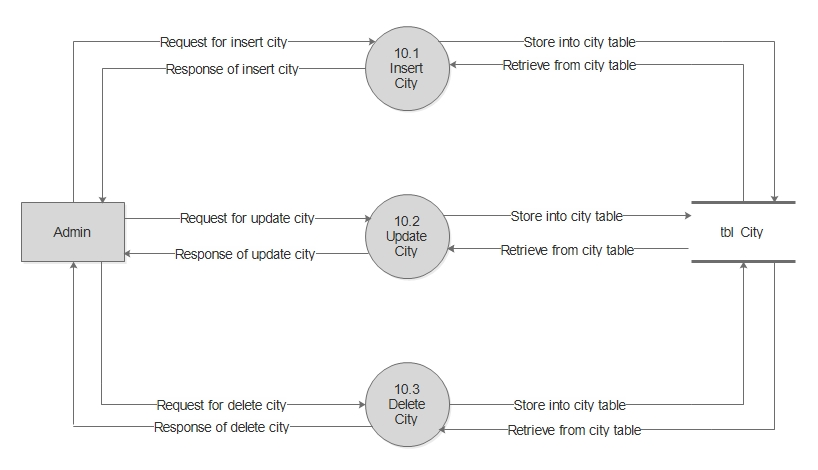 Request for insert city
10.1
Insert
City
Store into city table
Response of insert city
Retrieve from city table
Admin
Request for update city
10.2
Update
City
Store into city table
Response of update city
Retrieve from city table
tbl City
Request for delete city
10.3
Delete
City
Store into city table
Response of delete city
Retrieve from city table